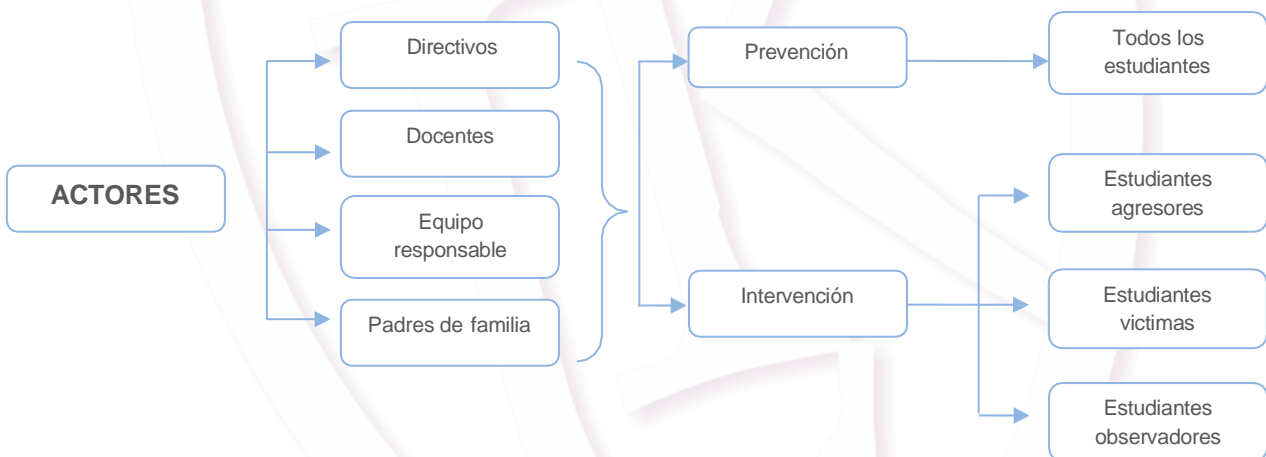 ACTORES
Directivos
Docentes
Equipo
responsable
Padres de familia
Prevención
Intervención
Todos los
estudiantes
Estudiantes
agresores
Estudiantes
victimas
Estudiantes
observadores